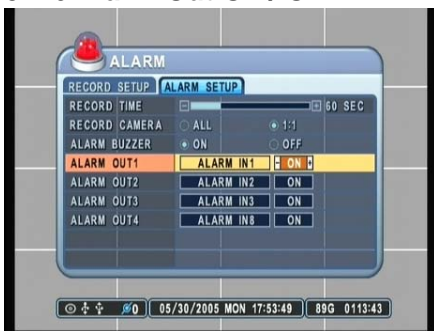 ALARM
RECORD SETUP ALARM SETUP
RECORD TIME 60 SEC
RECORD CAMERA ALL 1:1
ALARM BUZZER ON OFF
ALARM OUT1 ALARM IN1 - ON +
ALARM OUT2 ALARM IN2 ON
ALARM OUT3 ALARM IN3 ON
ALARM OUT4 ALARM IN8 ON
0 05/30/2005 MON 17:53:49 89G 0113:43